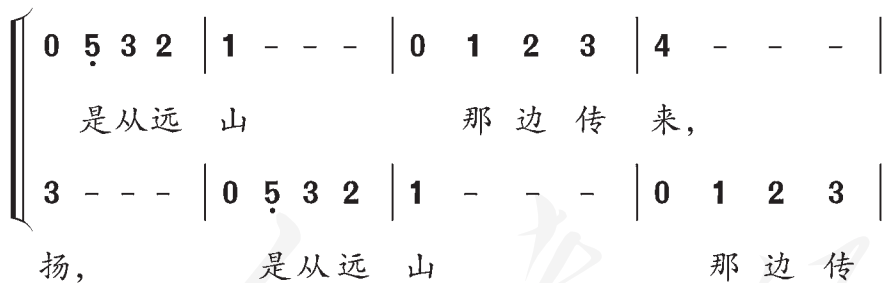 0 5̣ 3 2 | 1 - - - | 0 1 2 3 | 4 - - - |
是从远 山 那 边 传 来,
3 - - - | 0 5̣ 3 2 | 1 - - - | 0 1 2 3 |
扬, 是从远 山 那 边 传